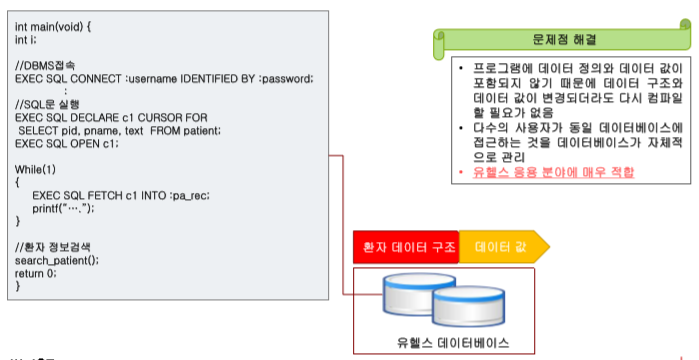 int main(void) {
int i;
//DBMS접속
EXEC SQL CONNECT :username IDENTIFIED BY :password;
:
//SQL문 실행
EXEC SQL DECLARE c1 CURSOR FOR
SELECT pid, pname, text FROM patient;
EXEC SQL OPEN c1;
While(1)
{
EXEC SQL FETCH c1 INTO :pa_rec;
printf("….");
}
//환자 정보검색
search_patient();
return 0;
}
문제점 해결
• 프로그램에 데이터 정의와 데이터 값이
포함되지 않기 때문에 데이터 구조와
데이터 값이 변경되더라도 다시 컴파일
할 필요가 없음
• 다수의 사용자가 동일 데이터베이스에
접근하는 것을 데이터베이스가 자체적
으로 관리
• 유헬스 응용 분야에 매우 적합
환자 데이터 구조
데이터 값
유헬스 데이터베이스